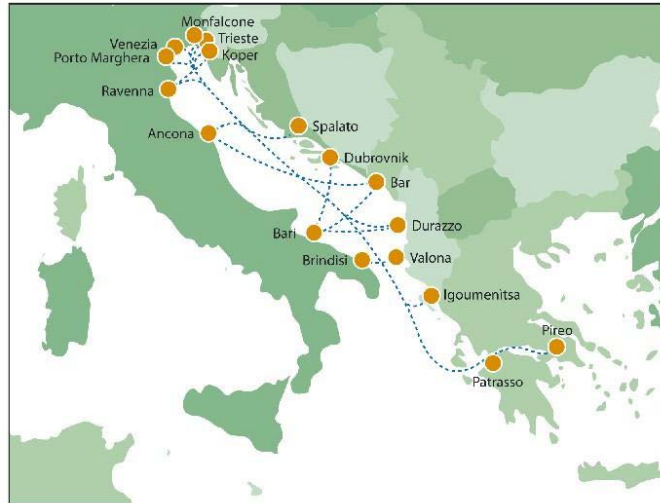 Monfalcone
Venezia
Trieste
Porto Marghera
Koper
Ravenna
Ancona
Spalato
Dubrovnik
Bar
Bari
Durazzo
Brindisi
Valona
Igoumenitsa
Pireo
Patrasso